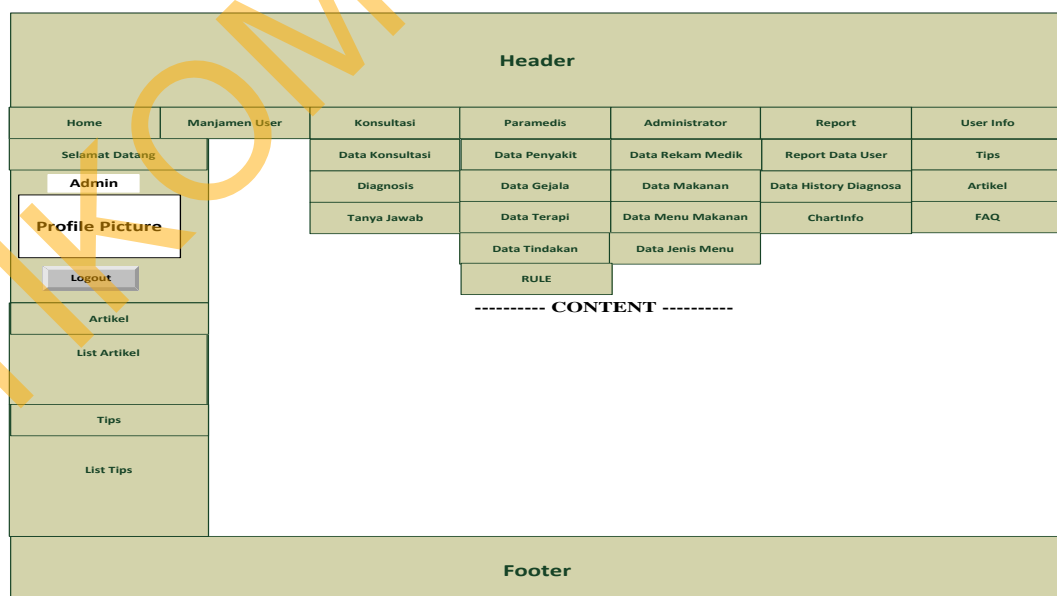 Header
Home Manjamen User Konsultasi Paramedis Administrator Report User Info
Selamat Datang Data Konsultasi Data Penyakit Data Rekam Medik Report Data User Tips
Admin Diagnosis Data Gejala Data Makanan Data History Diagnosa Artikel
Profile Picture Tanya Jawab Data Terapi Data Menu Makanan ChartInfo FAQ
Data Tindakan Data Jenis Menu
Logout RULE
---------- CONTENT ----------
Artikel
List Artikel
Tips
List Tips
Footer
IKOM